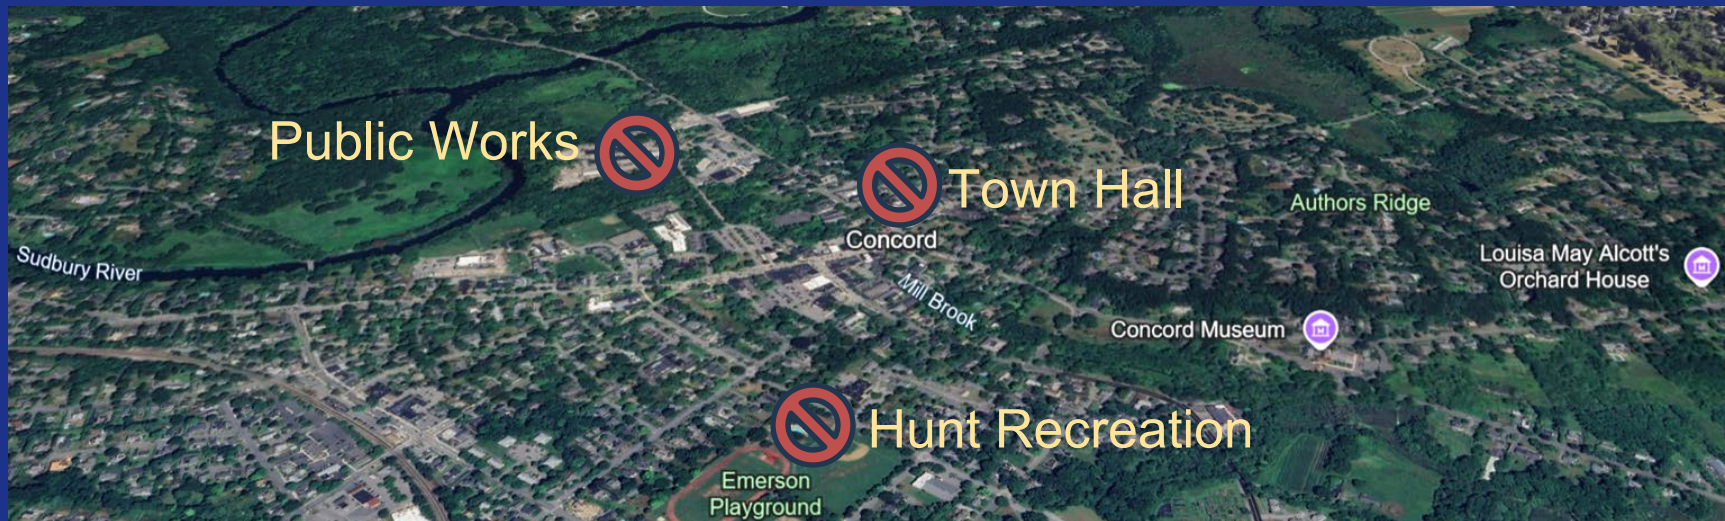 Public Works
Town Hall
Authors Ridge
Concord
Sudbury River
Louisa May Alcott's
Orchard House
Mill Brook
Concord Museum
Hunt Recreation
Emerson
Playground